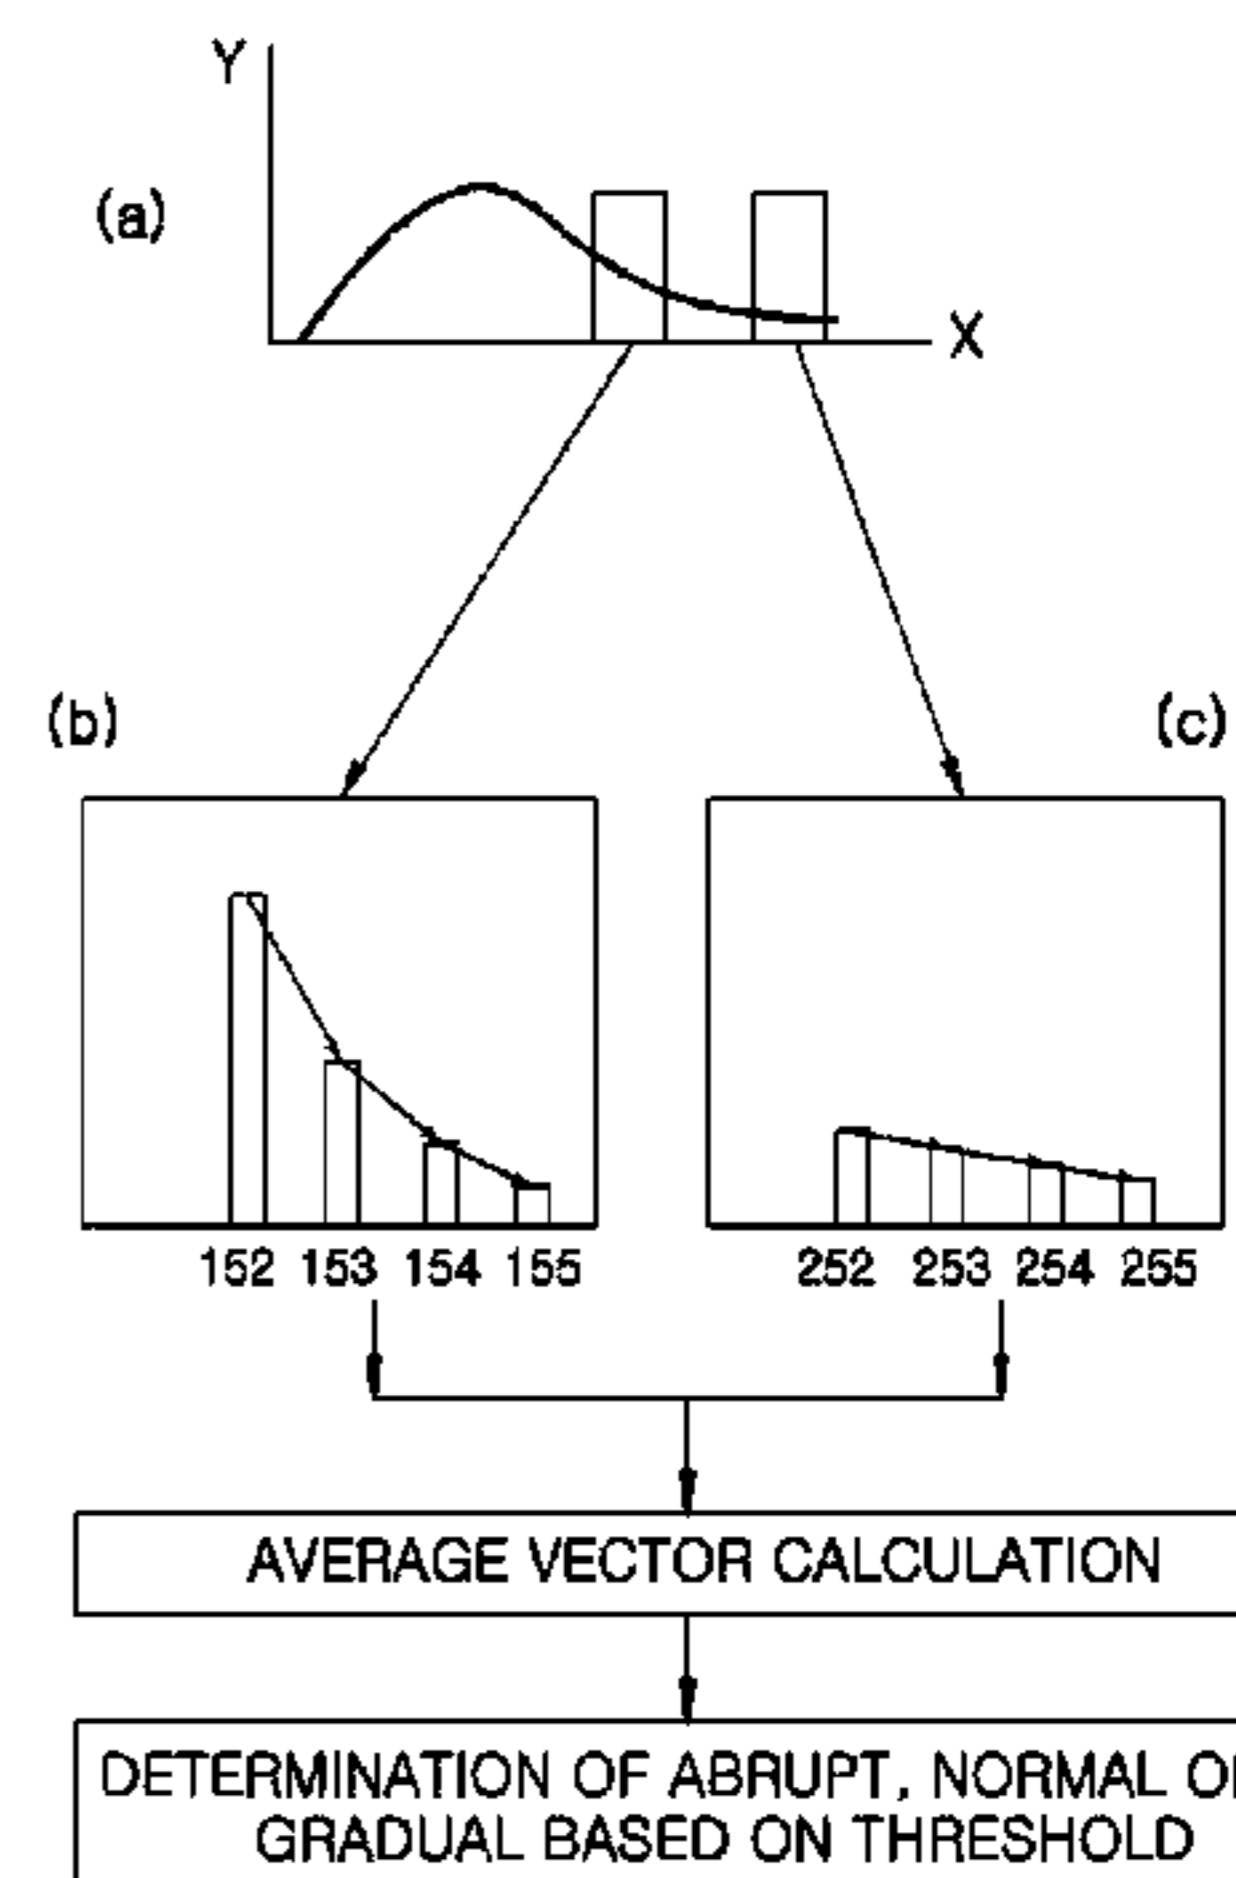 Y
(a)
X
(b)
(c)
152 153 154 155
252 253 254 255
AVERAGE VECTOR CALCULATION
DETERMINATION OF ABRUPT, NORMAL
GRADUAL BASED ON THRESHOLD